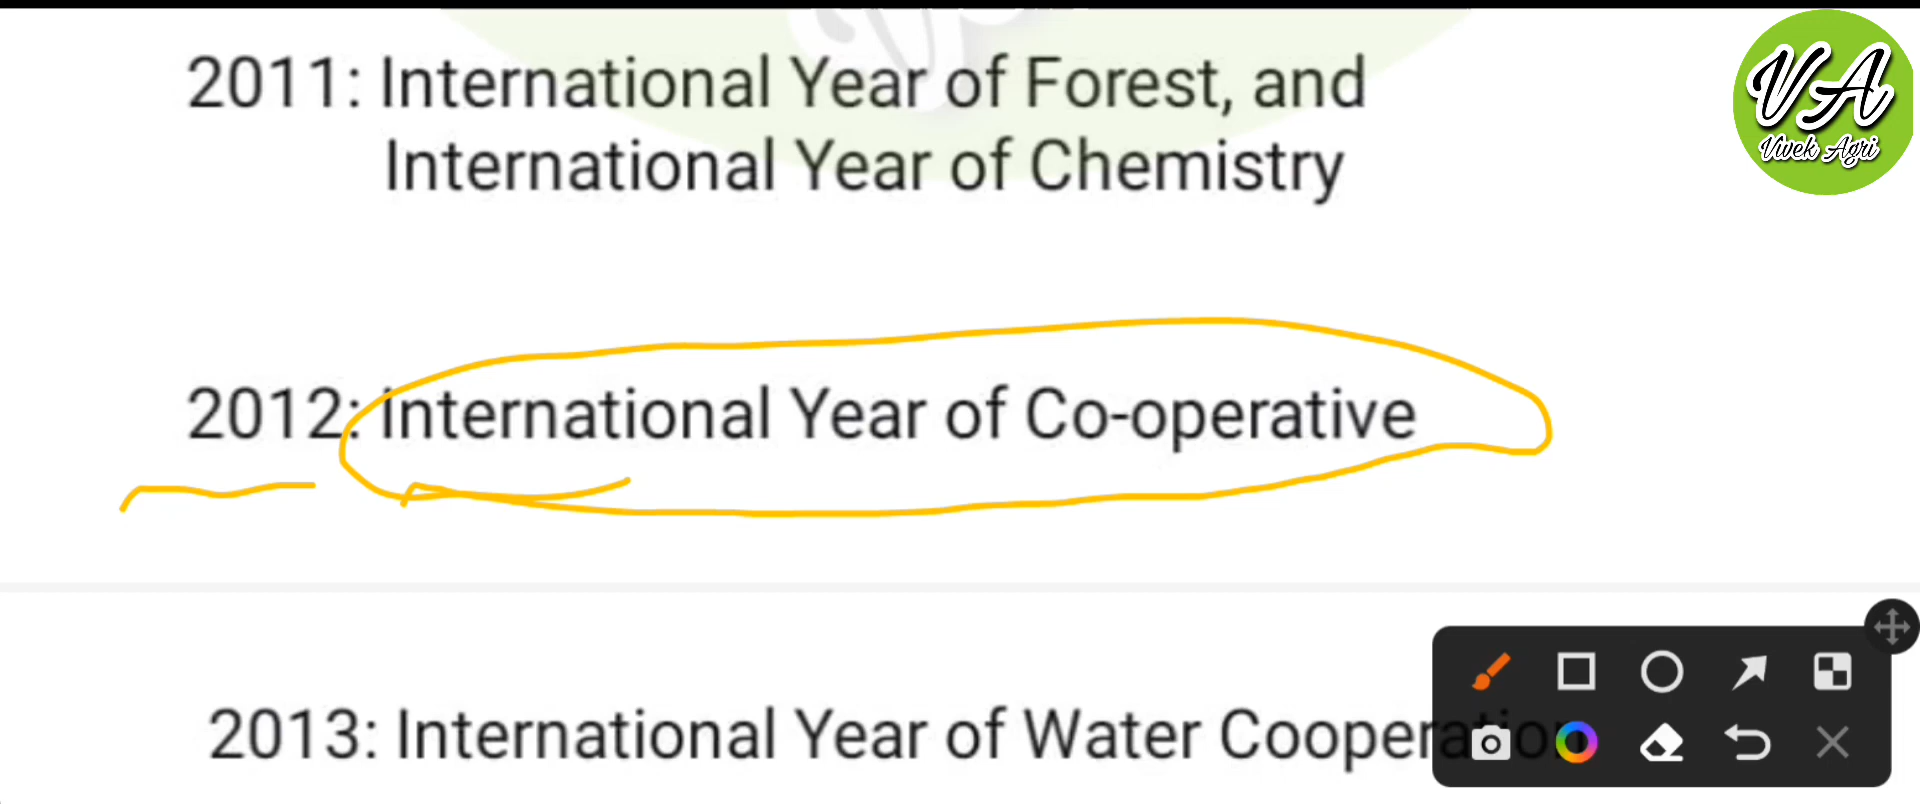 2011: International Year of Forest, and
International Year of Chemistry
VA
Vivek Agri
2012: International Year of Co-operative
2013: International Year of Water Cooperation